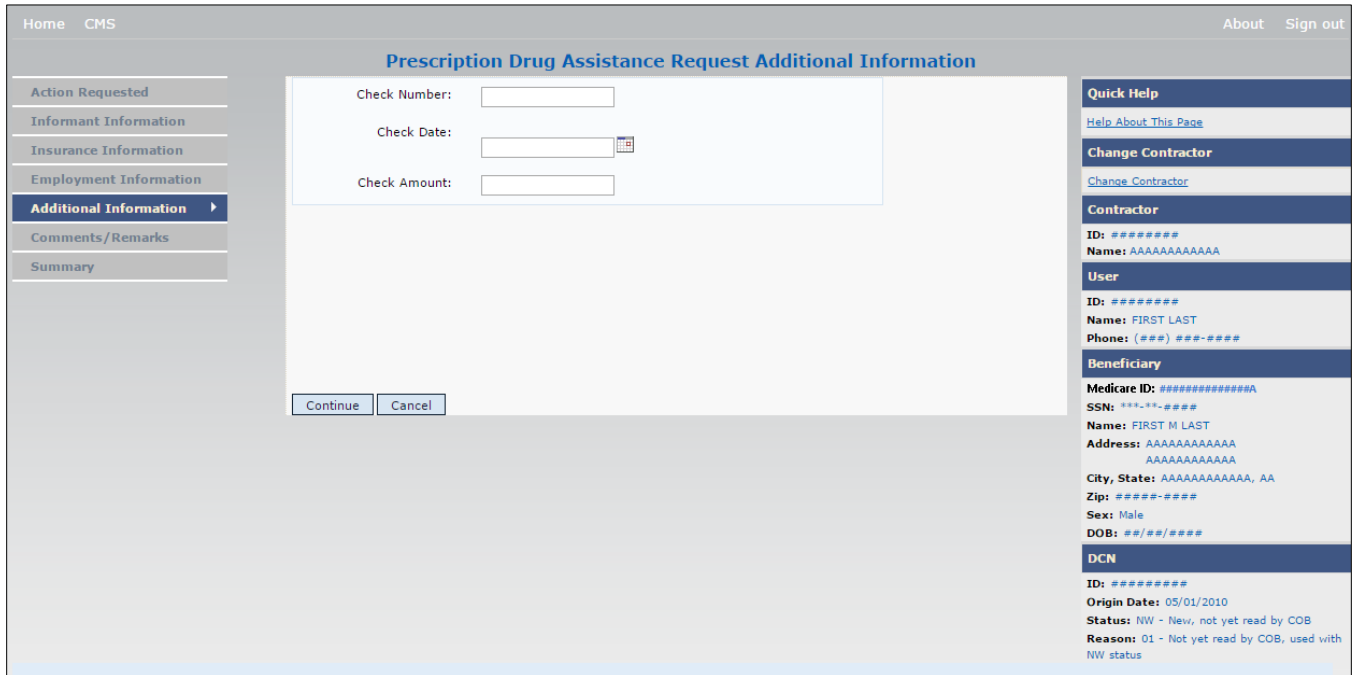 Home CMS About Sign out
Prescription Drug Assistance Request Additional Information
Action Requested
Informant Information
Insurance Information
Employment Information
Additional Information
Comments/Remarks
Summary
Check Number:
Check Date:
Check Amount:
Continue Cancel
Quick Help
Help About This Page
Change Contractor
Change Contractor
Contractor
ID: ########
Name: AAAAAAAAAAAA
User
ID: ########
Name: FIRST LAST
Phone: (###) ###-####
Beneficiary
Medicare ID: ##############A
SSN: ***-**-####
Name: FIRST M LAST
Address: AAAAAAAAAAAA
AAAAAAAAAAAA
City, State: AAAAAAAAAAAA, AA
Zip: #####-####
Sex: Male
DOB: ##/##/####
DCN
ID: #########
Origin Date: 05/01/2010
Status: NW - New, not yet read by COB
Reason: 01 - Not yet read by COB, used with
NW status